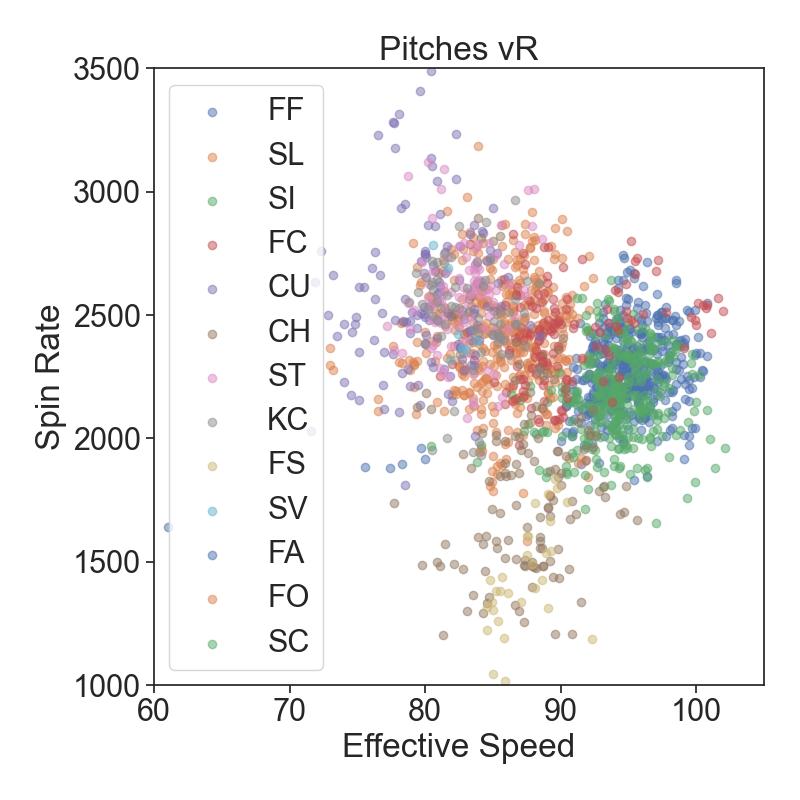 Pitches vR
3500
3000
2500
2000
1500
1000
Spin Rate
FF
SL
SI
FC
CU
CH
ST
KC
FS
SV
FA
FO
SC
60 70 80 90 100
Effective Speed